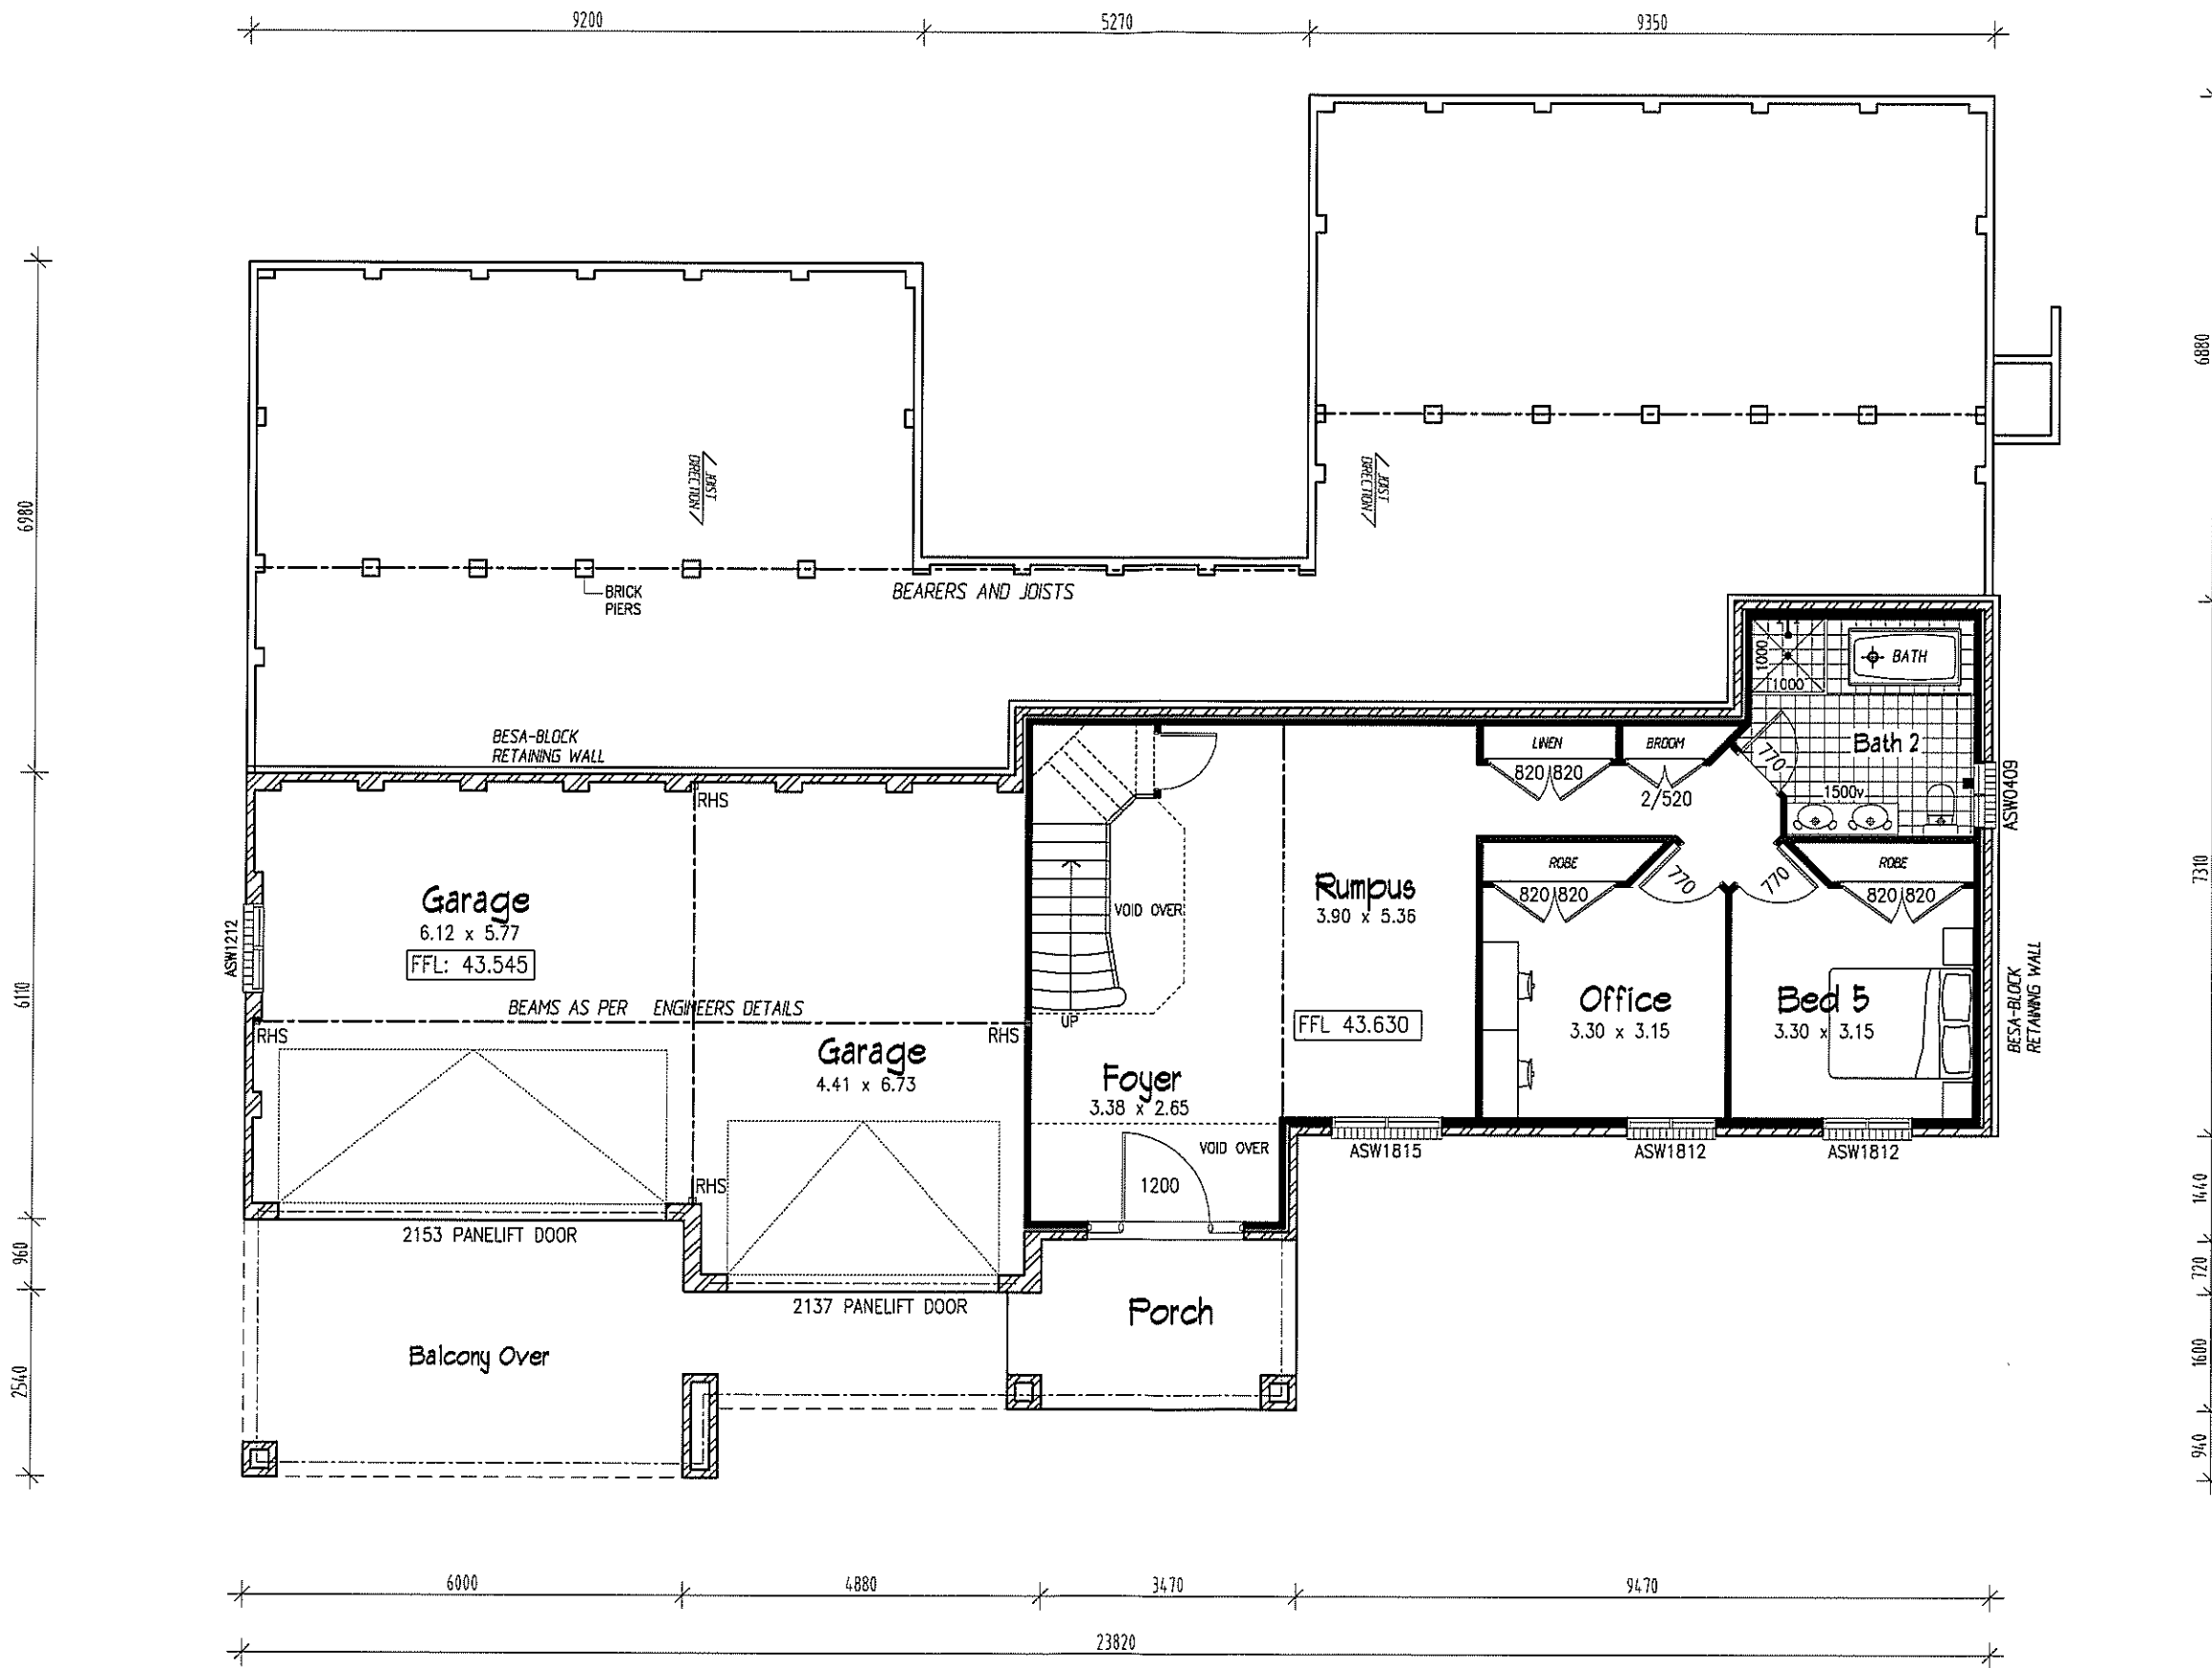 9200
5270
9350
6880
6980
JOIST
DIRECTION
JOIST
DIRECTION
BRICK
PIERS
BEARERS AND JOISTS
1000
1000
BATH
BESA-BLOCK
RETAINING WALL
LINEN
BROOM
Bath 2
770
820 820
2/520
1500v
ASW0409
RHS
ROBE
ROBE
770
770
820 820
820 820
7310
Garage
6.12 x 5.77
FFL: 43.545
ASW1212
VOID OVER
Rumpus
3.90 x 5.36
6110
BEAMS AS PER ENGINEERS DETAILS
RHS
RHS
UP
FFL 43.630
Office
3.30 x 3.15
Bed 5
3.30 x 3.15
BESA-BLOCK
RETAINING WALL
Garage
4.41 x 6.73
Foyer
3.38 x 2.65
VOID OVER
ASW1815
ASW1812
ASW1812
RHS
1200
1440
2153 PANELIFT DOOR
960
720
2137 PANELIFT DOOR
Porch
Balcony Over
2540
1600
940
6000
4880
3470
9470
23820